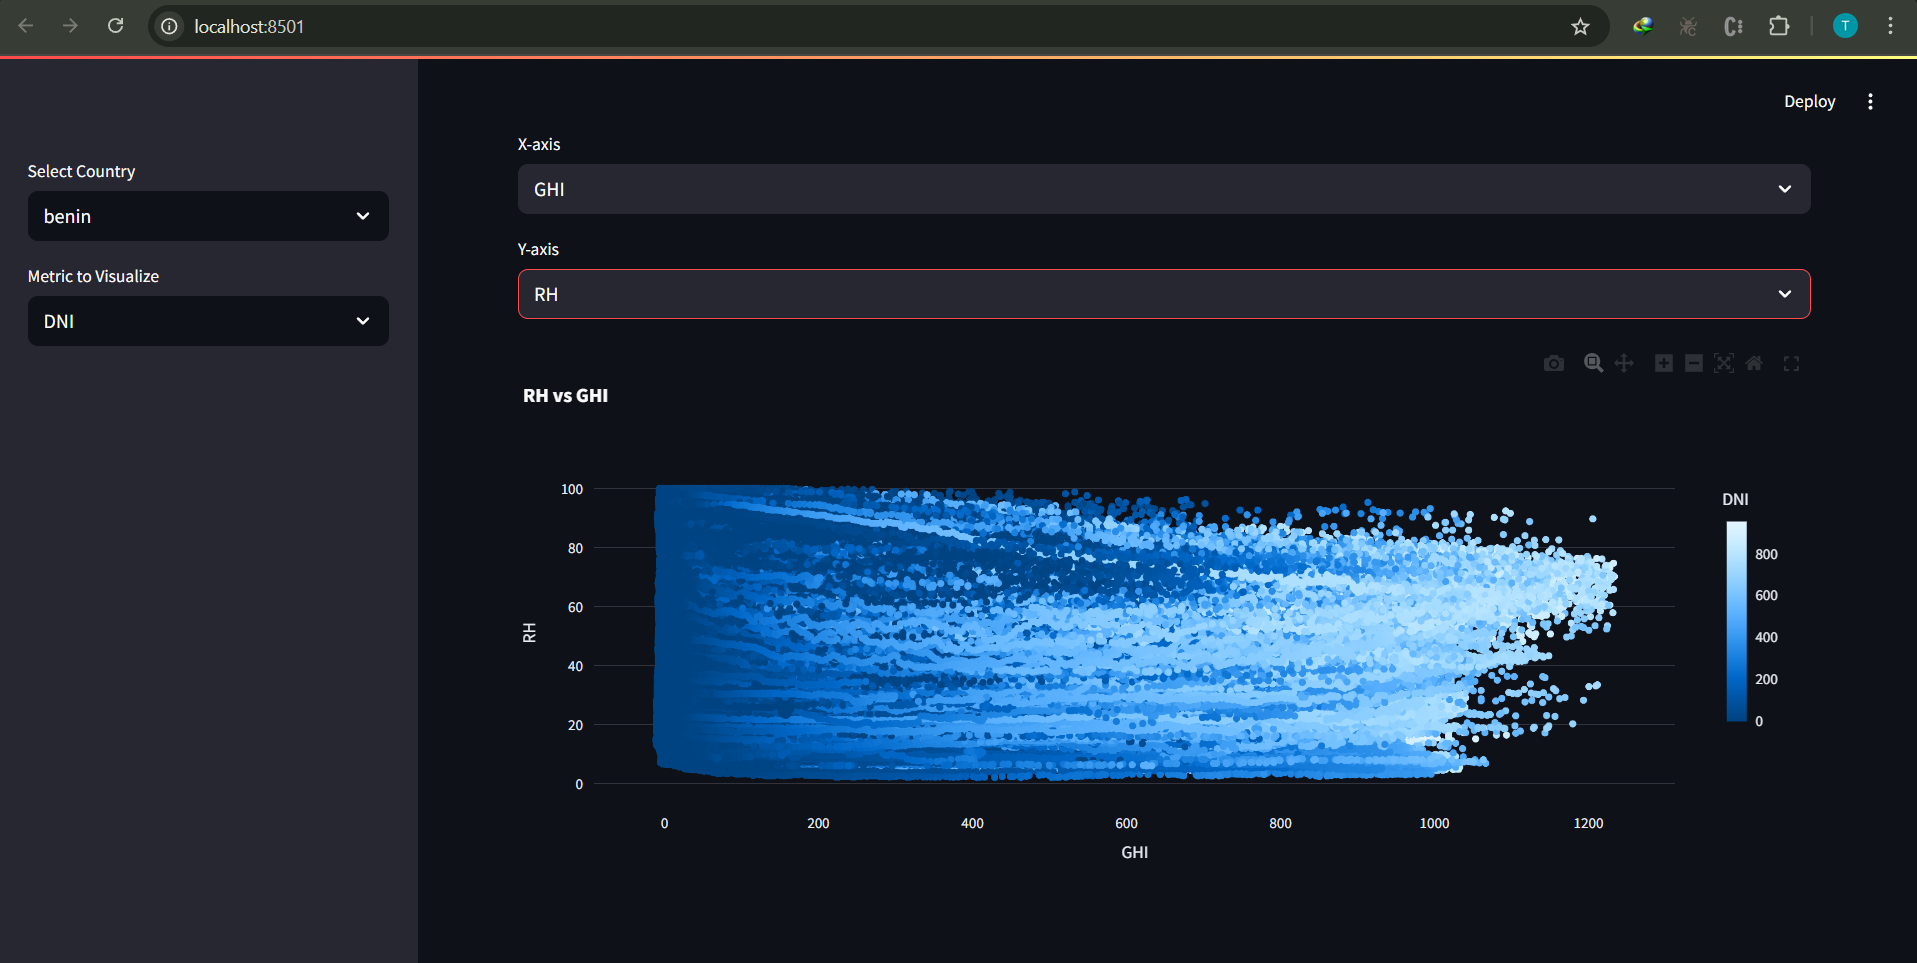 localhost:8501
T
Deploy
Select Country
benin
Metric to Visualize
DNI
X-axis
GHI
Y-axis
RH
RH vs GHI
100
80
60
40
20
0
RH
0 200 400 600 800 1000 1200
GHI
DNI
800
600
400
200
0